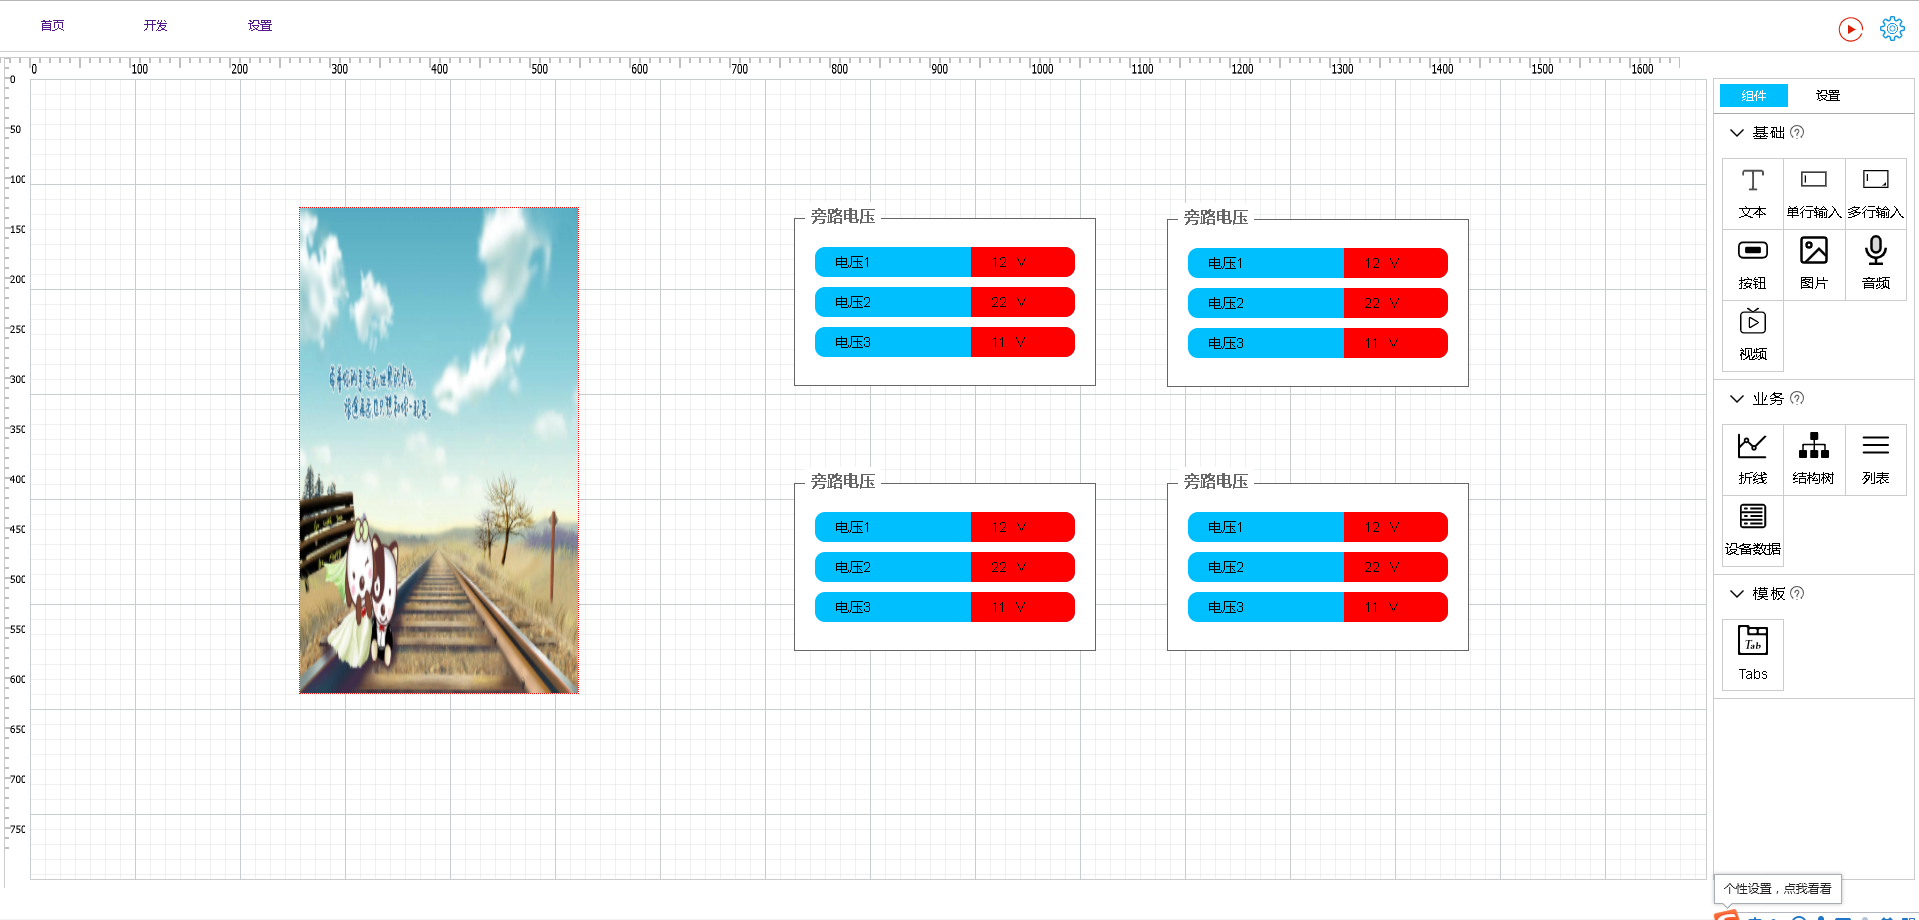 首页 开发 设置
0 100 200 300 400 500 600 700 800 900 1000 1100 1200 1300 1400 1500 1600
0
50
100
150
200
250
300
350
400
450
500
550
600
650
700
750
旁路电压
电压1 12 V
电压2 22 V
电压3 11 V
旁路电压
电压1 12 V
电压2 22 V
电压3 11 V
旁路电压
电压1 12 V
电压2 22 V
电压3 11 V
旁路电压
电压1 12 V
电压2 22 V
电压3 11 V
组件 设置
基础
文本 单行输入 多行输入
按钮 图片 音频
视频
业务
折线 结构树 列表
设备数据
模板
Tab
Tabs
个性设置，点我看看